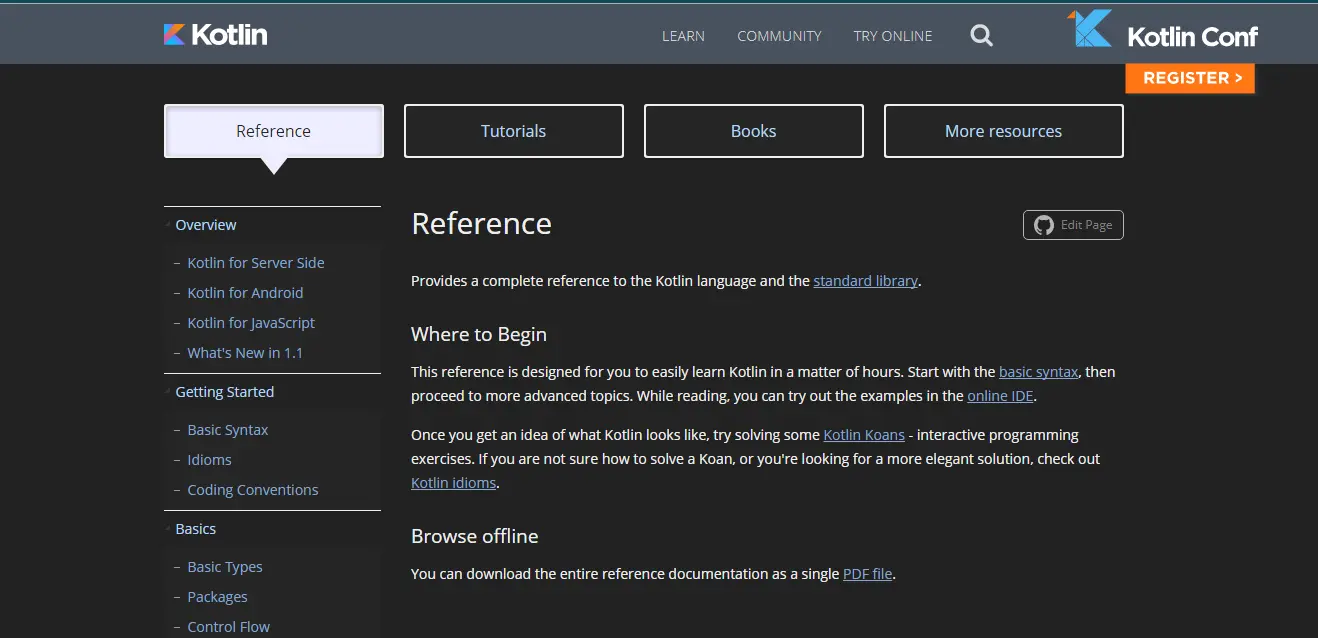 Kotlin
LEARN
COMMUNITY
TRY ONLINE
Kotlin Conf
REGISTER >
Reference
Tutorials
Books
More resources
Overview
– Kotlin for Server Side
– Kotlin for Android
– Kotlin for JavaScript
– What's New in 1.1
Getting Started
– Basic Syntax
– Idioms
– Coding Conventions
Basics
– Basic Types
– Packages
– Control Flow
Reference
Edit Page
Provides a complete reference to the Kotlin language and the standard library.
Where to Begin
This reference is designed for you to easily learn Kotlin in a matter of hours. Start with the basic syntax, then
proceed to more advanced topics. While reading, you can try out the examples in the online IDE.
Once you get an idea of what Kotlin looks like, try solving some Kotlin Koans - interactive programming
exercises. If you are not sure how to solve a Koan, or you're looking for a more elegant solution, check out
Kotlin idioms.
Browse offline
You can download the entire reference documentation as a single PDF file.